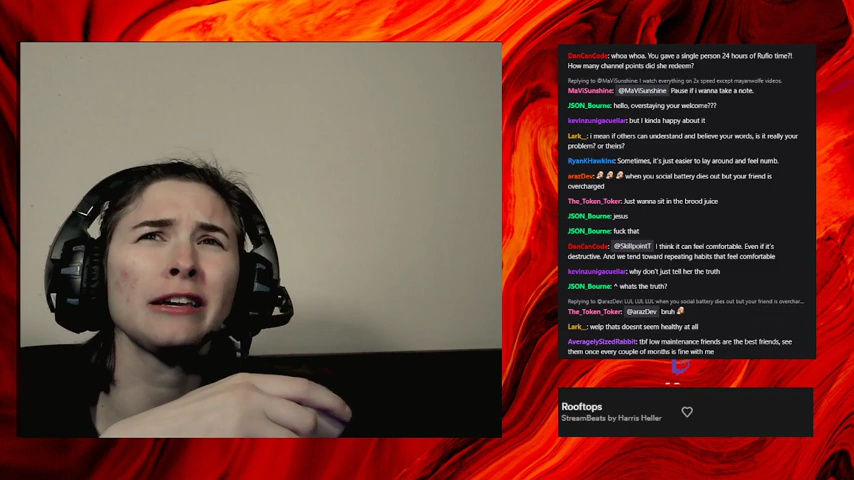 DanCanCode: whoa whoa. You gave a single person 24 hours of Rufio time?!
How many channel points did she redeem?
Replying to @MaViSunshine: I watch everything on 2x speed except mayanwolfe videos.
MaViSunshine: @MaViSunshine Pause if i wanna take a note.
JSON_Bourne: hello, overstaying your welcome???
kevinzunigacuellar: but I kinda happy about it
Lark__: i mean if others can understand and believe your words, is it really your
problem? or theirs?
RyanKHawkins: Sometimes, it's just easier to lay around and feel numb.
arazDev: when you social battery dies out but your friend is
overcharged
The_Token_Toker: Just wanna sit in the brood juice
JSON_Bourne: jesus
JSON_Bourne: fuck that
DanCanCode: @SkillpointT I think it can feel comfortable. Even if it's
destructive. And we tend toward repeating habits that feel comfortable
kevinzunigacuellar: why don't just tell her the truth
JSON_Bourne: ^ whats the truth?
Replying to @arazDev: LUL LUL LUL when you social battery dies out but your friend is overchar...
The_Token_Toker: @arazDev bruh
Lark__: welp thats doesnt seem healthy at all
AveragelySizedRabbit: tbf low maintenance friends are the best friends, see
them once every couple of months is fine with me
Rooftops
StreamBeats by Harris Heller